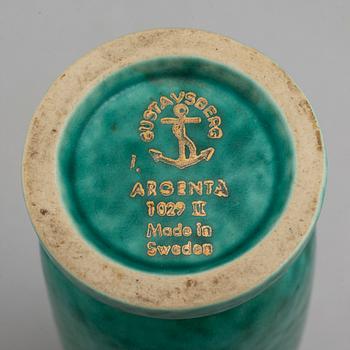 GUSTAVSBERG
ARGENTA
1029 II
Made in
Sweden